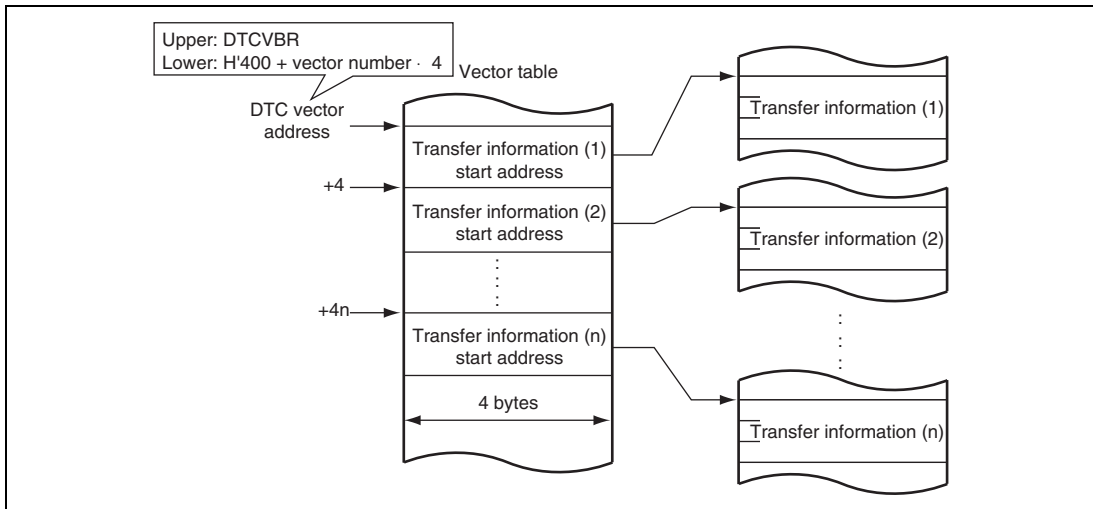 Upper: DTCVBR
Lower: H'400 + vector number · 4
Vector table
DTC vector
address
Transfer information (1)
start address
+4
Transfer information (2)
start address
+4n
Transfer information (n)
start address
4 bytes
Transfer information (1)
Transfer information (2)
Transfer information (n)